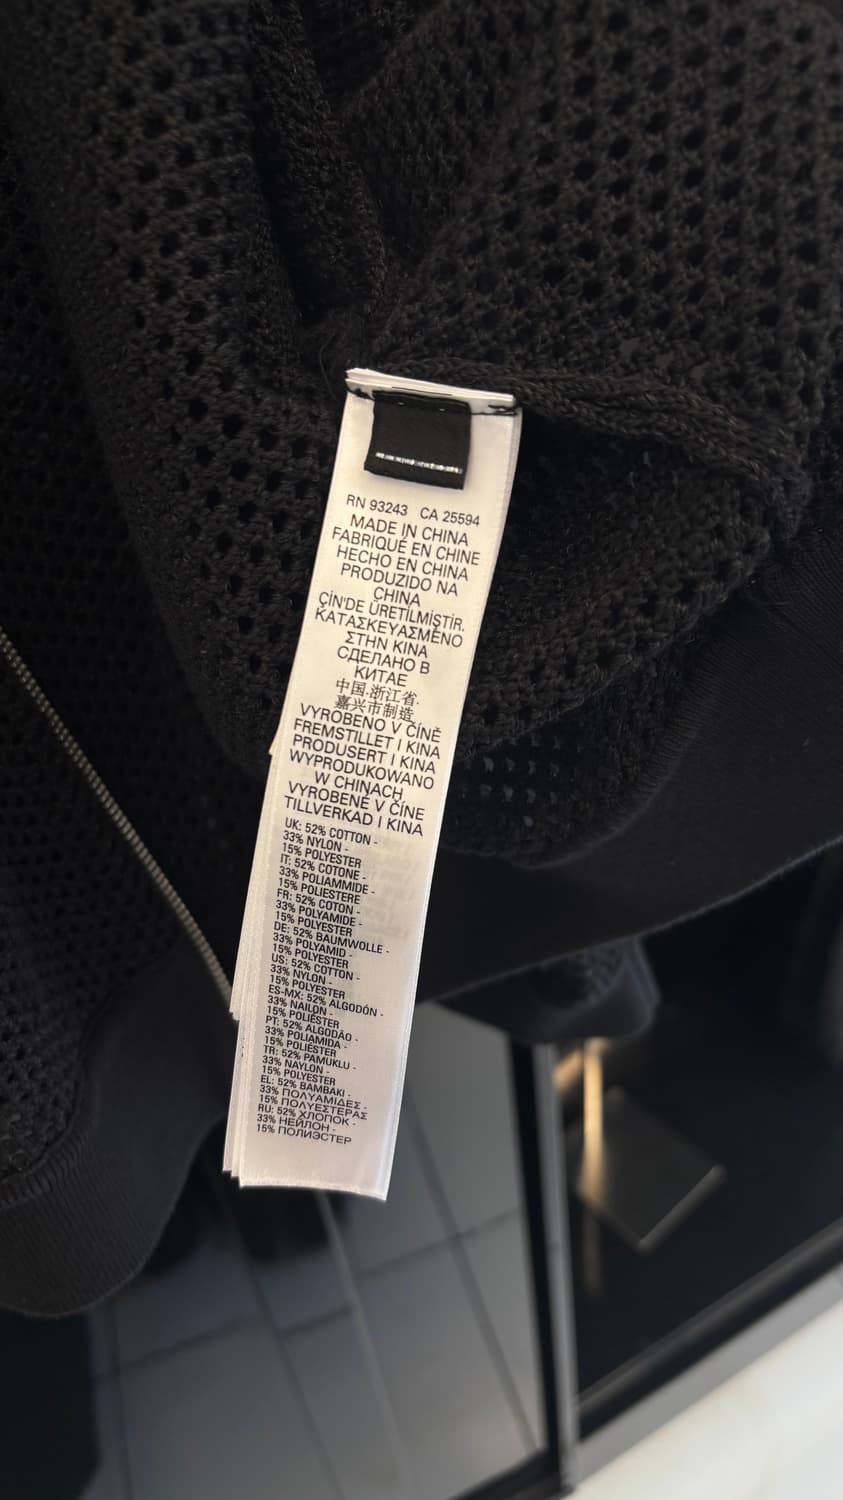 RN 93243 CA 25594
MADE IN CHINA
FABRIQUÉ EN CHINE
HECHO EN CHINA
PRODUZIDO NA
CHINA
ÇİN'DE ÜRETİLMİŞTİR.
ΚΑΤΑΣΚΕΥΑΣΜΕΝΟ
ΣΤΗΝ ΚΙΝΑ
СДЕЛАНО В
КИТАЕ
中国.浙江省.
嘉兴市制造
VYROBENO V ČÍNĚ
FREMSTILLET I KINA
PRODUSERT I KINA
WYPRODUKOWANO
W CHINACH
VYROBENÉ V ČÍNE
TILLVERKAD I KINA
UK: 52% COTTON -
33% NYLON -
15% POLYESTER
IT: 52% COTONE -
33% POLIAMMIDE -
15% POLIESTERE
FR: 52% COTON -
33% POLYAMIDE -
15% POLYESTER
DE: 52% BAUMWOLLE -
33% POLYAMID -
15% POLYESTER
US: 52% COTTON -
33% NYLON -
15% POLYESTER
ES-MX: 52% ALGODÓN -
33% NAILON -
15% POLIÉSTER
PT: 52% ALGODÃO -
33% POLIAMIDA -
15% POLIÉSTER
TR: 52% PAMUKLU -
33% NAYLON -
15% POLYESTER
EL: 52% ΒΑΜΒΑΚΙ -
33% ΠΟΛΥΑΜΙΔΕΣ -
15% ΠΟΛΥΕΣΤΕΡΑΣ
RU: 52% ХЛОПОК -
33% НЕЙЛОН -
15% ПОЛИЭСТЕР